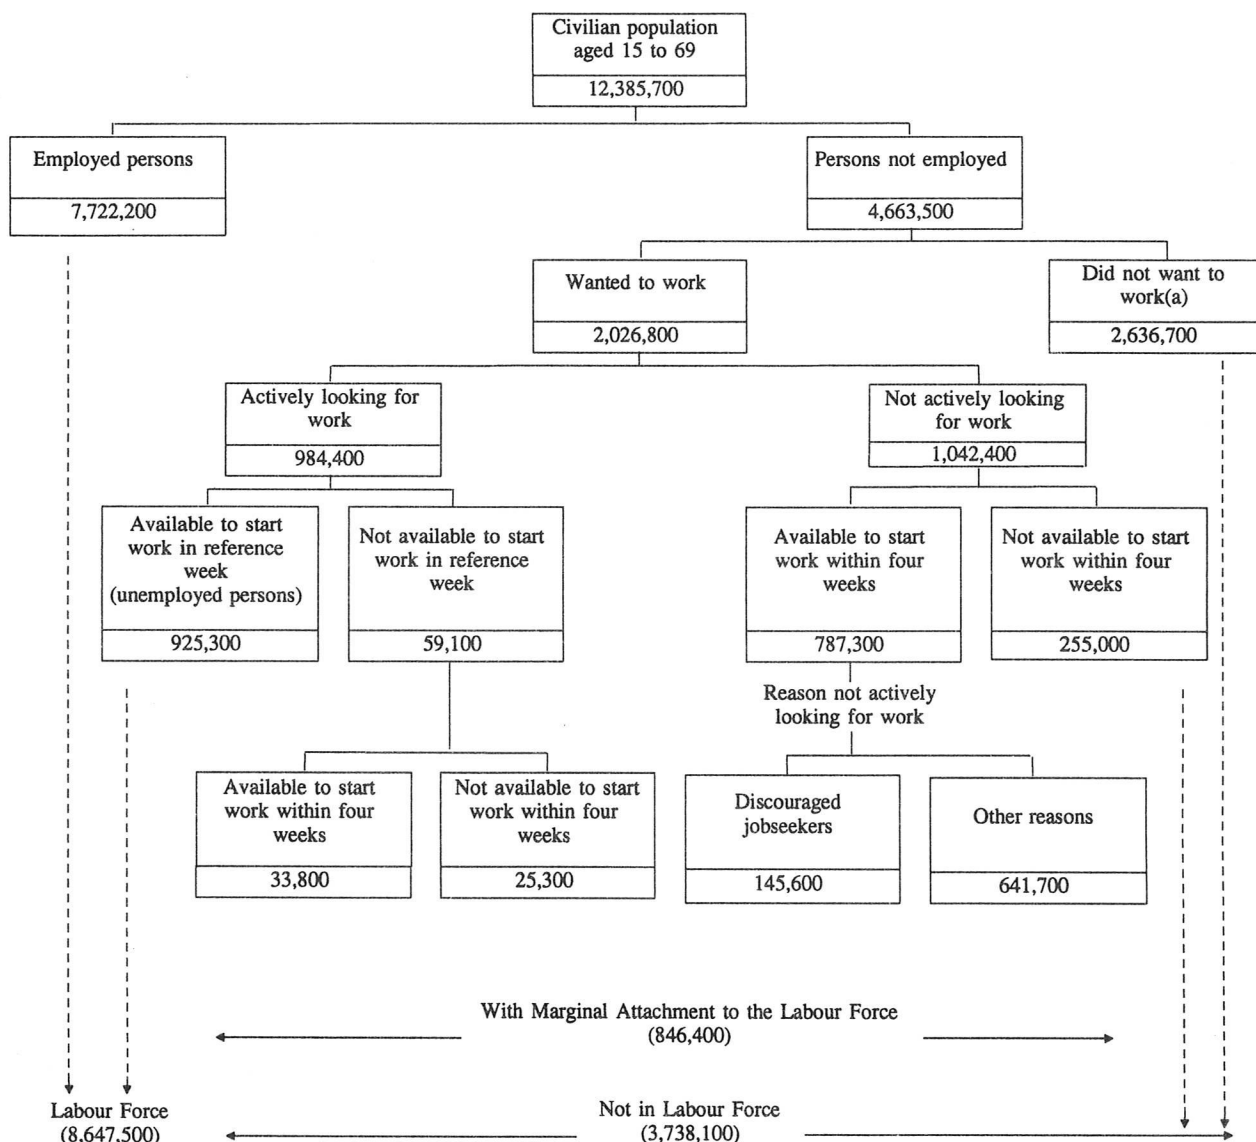 Civilian population
aged 15 to 69
12,385,700
Employed persons
7,722,200
Persons not employed
4,663,500
Wanted to work
2,026,800
Did not want to
work(a)
2,636,700
Actively looking for
work
984,400
Not actively looking
for work
1,042,400
Available to start
work in reference
week
(unemployed persons)
925,300
Not available to start
work in reference
week
59,100
Available to start
work within four
weeks
787,300
Not available to start
work within four
weeks
255,000
Reason not actively
looking for work
Available to start
work within four
weeks
33,800
Not available to start
work within four
weeks
25,300
Discouraged
jobseekers
145,600
Other reasons
641,700
With Marginal Attachment to the Labour Force
(846,400)
Labour Force
(8,647,500)
Not in Labour Force
(3,738,100)